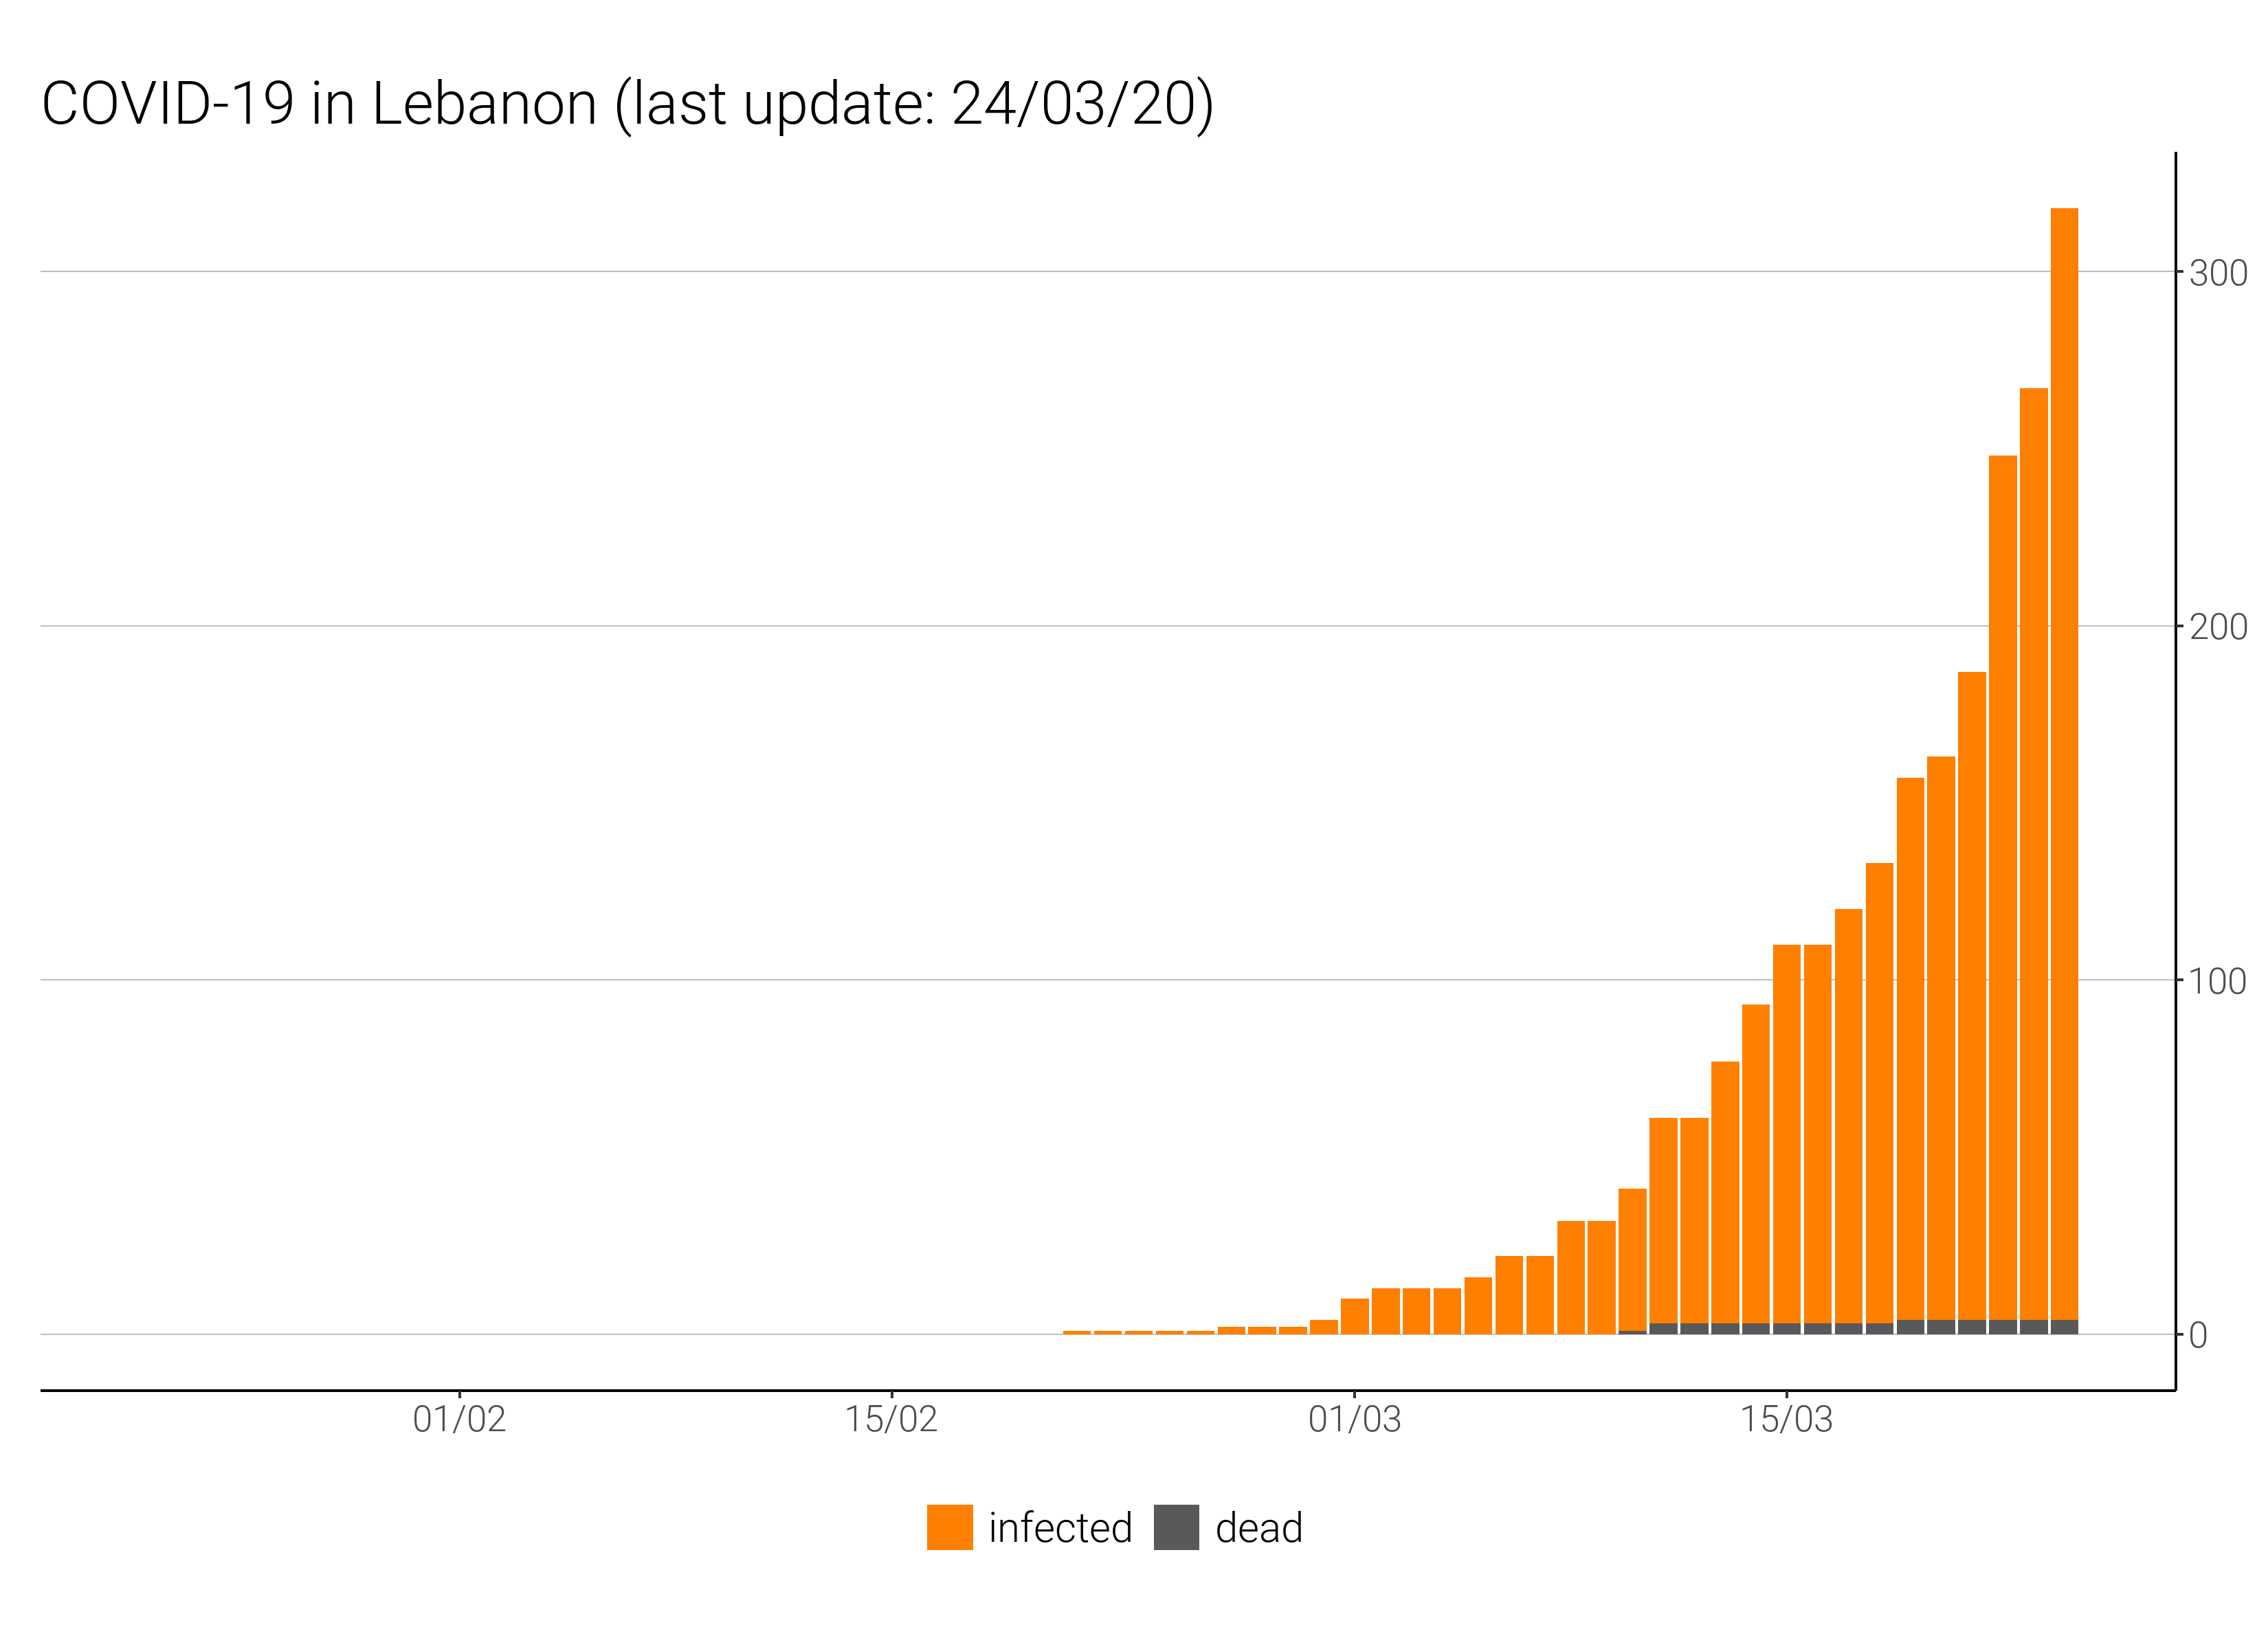 COVID-19 in Lebanon (last update: 24/03/20)
300
200
100
0
01/02 15/02 01/03 15/03
infected dead